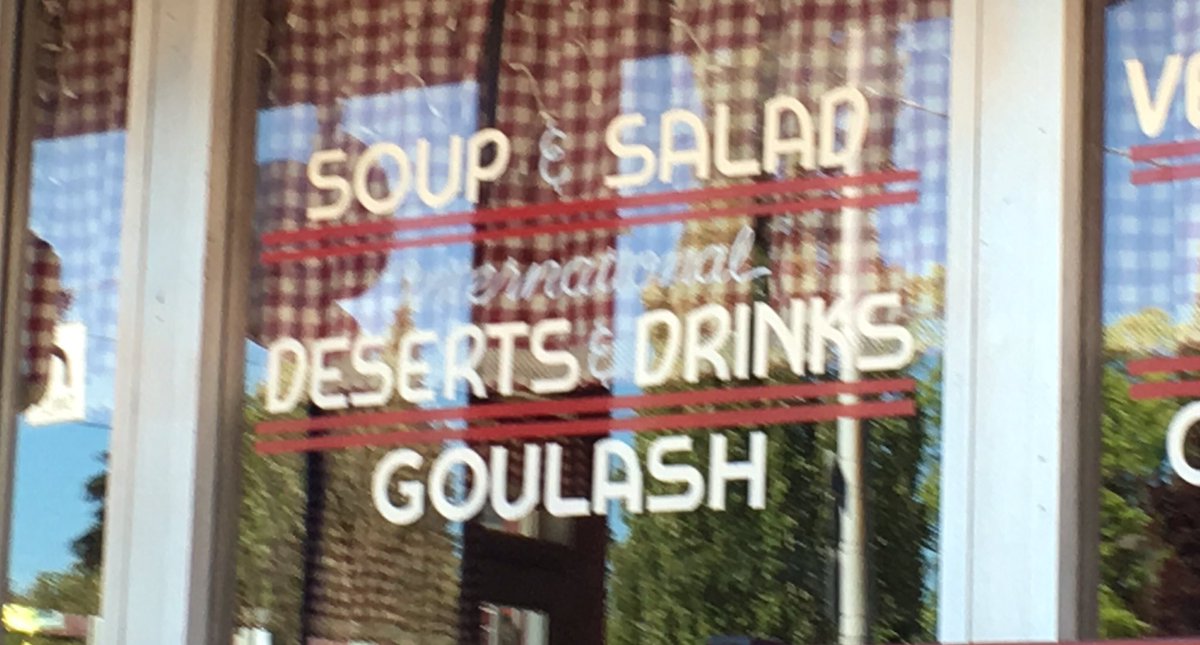 SOUP & SALAD
International
DESERTS & DRINKS
GOULASH